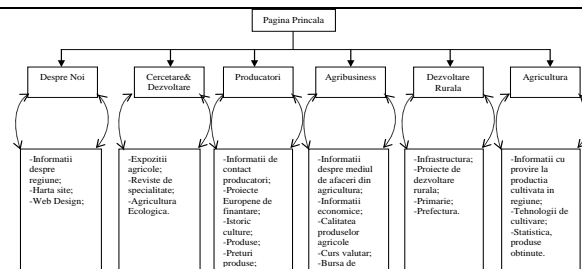 Pagina Princala
Despre Noi
Cercetare&
Dezvoltare
Producatori
Agribusiness
Dezvoltare
Rurala
Agricultura
-Informatii
despre
regiune;
-Harta site;
-Web Design;
-Expozitii
agricole;
-Reviste de
specialitate;
-Agricultura
Ecologica.
-Informatii de
contact
producatori;
-Proiecte
Europene de
finantare;
-Istoric
culture;
-Produse;
-Preturi
produse;
-Informatii
despre mediul
de afaceri din
agricultura;
-Informatii
economice;
-Calitatea
produselor
agricole
-Curs valutar;
-Bursa de
-Infrastructura;
-Proiecte de
dezvoltare
rurala;
-Primarie;
-Prefectura.
-Informatii cu
provire la
productia
cultivata in
regiune;
-Tehnologii de
cultivare;
-Statistica,
produse
obtinute.